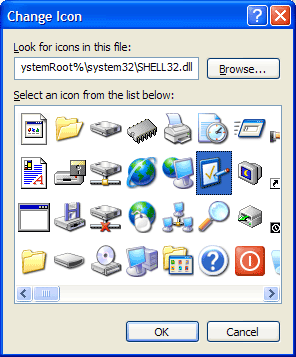 Change Icon
Look for icons in this file:
ystemRoot%\system32\SHELL32.dll
Browse...
Select an icon from the list below:
OK
Cancel